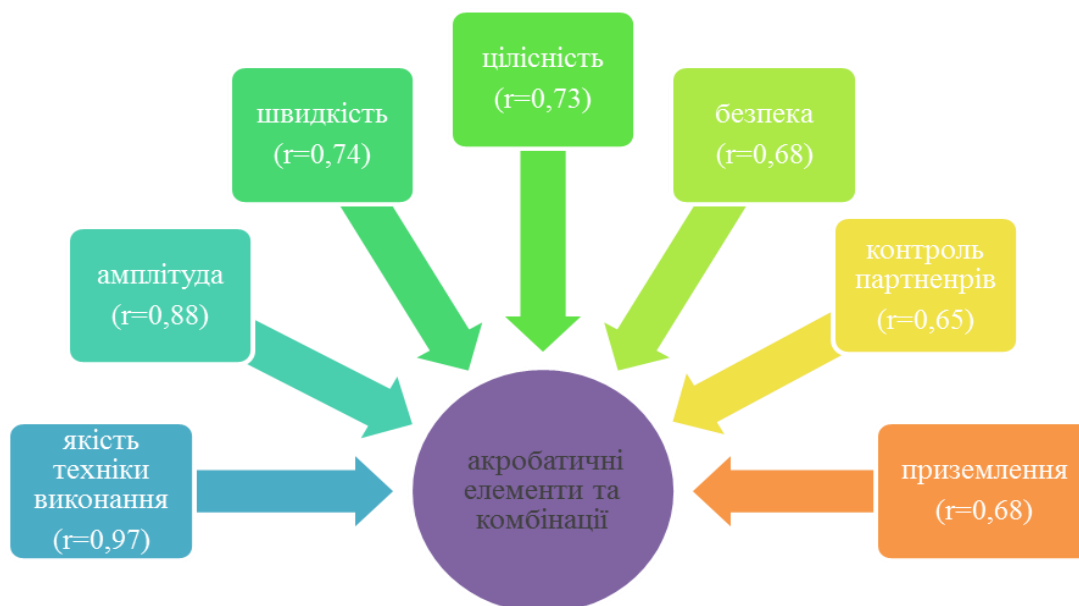 цілісність
(r=0,73)
швидкість
(r=0,74)
безпека
(r=0,68)
амплітуда
(r=0,88)
контроль
партненрів
(r=0,65)
якість
техніки
виконання
(r=0,97)
акробатичні
елементи та
комбінації
приземлення
(r=0,68)